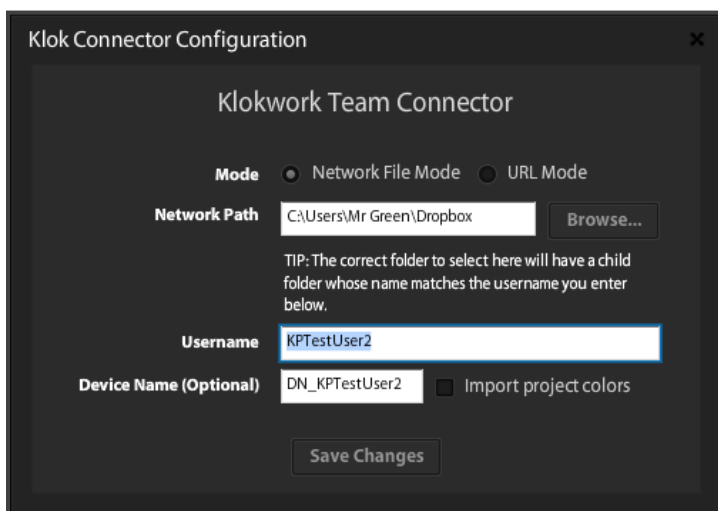 Klok Connector Configuration
Klokwork Team Connector
Mode Network File Mode URL Mode
Network Path C:\Users\Mr Green\Dropbox Browse...
TIP: The correct folder to select here will have a child
folder whose name matches the username you enter
below.
Username KPTestUser2
Device Name (Optional) DN_KPTestUser2 Import project colors
Save Changes